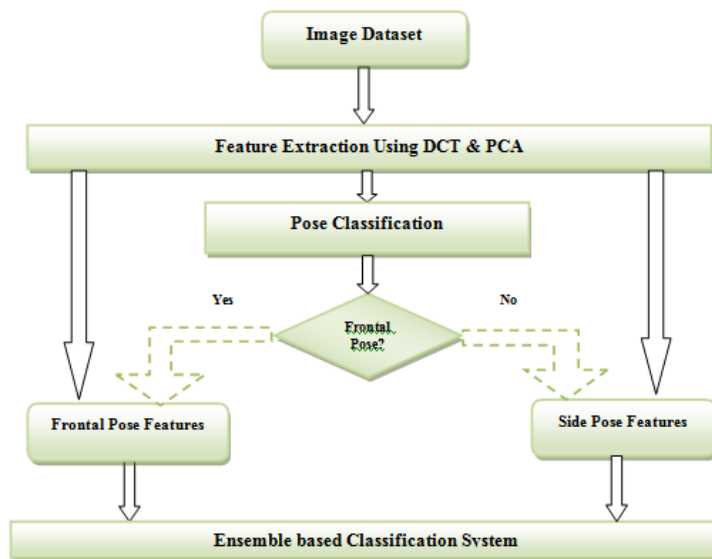 Image Dataset
Feature Extraction Using DCT & PCA
Pose Classification
Yes
No
Frontal
Pose?
Frontal Pose Features
Side Pose Features
Ensemble based Classification System